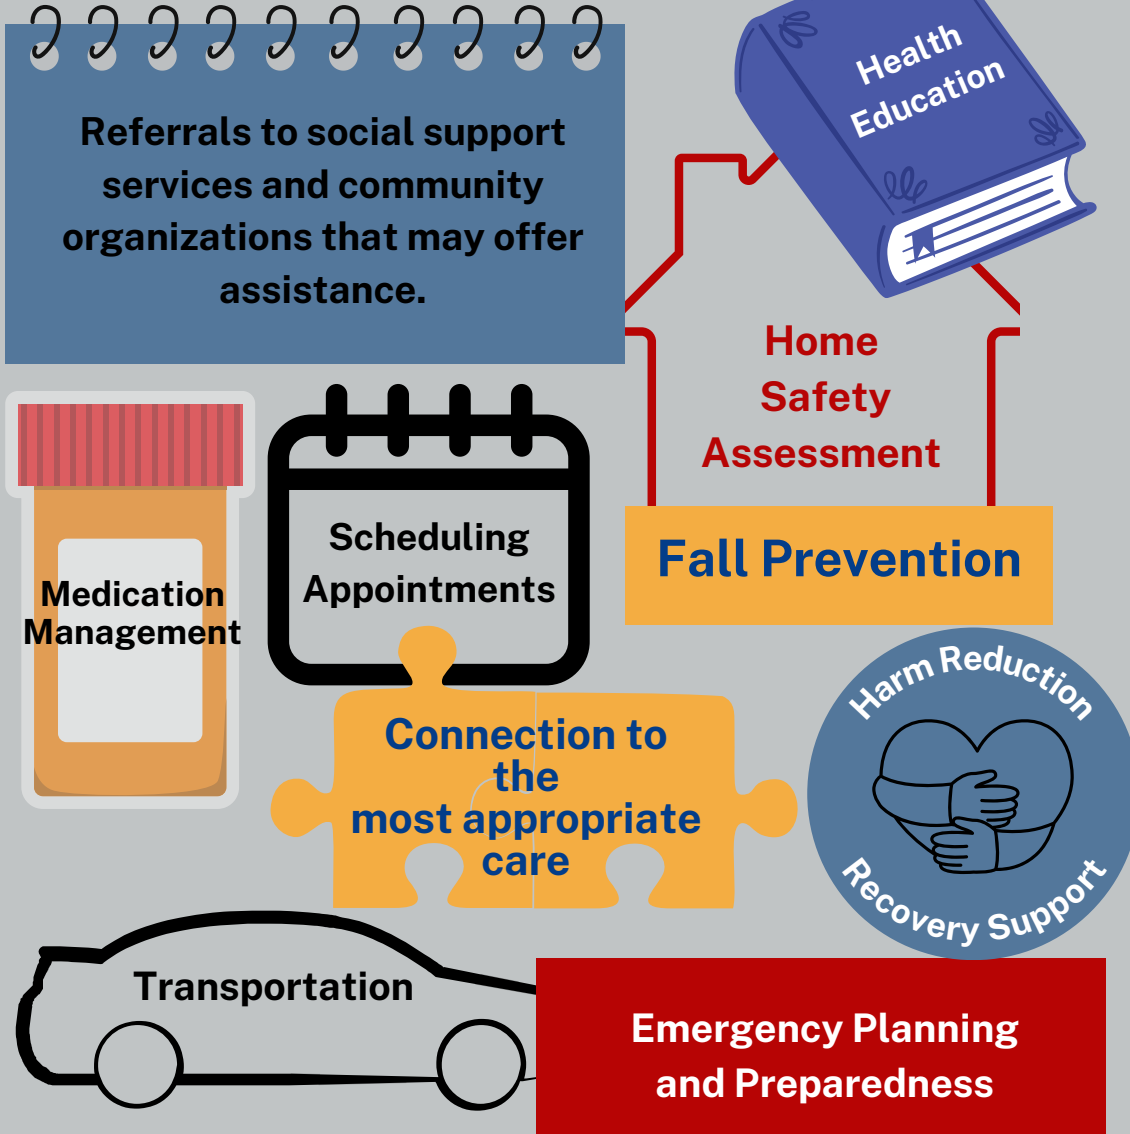 Referrals to social support
services and community
organizations that may offer
assistance.
Health
Education
Home
Safety
Assessment
Fall Prevention
Scheduling
Appointments
Medication
Management
Connection to
the
most appropriate
care
Harm Reduction
Recovery Support
Transportation
Emergency Planning
and Preparedness